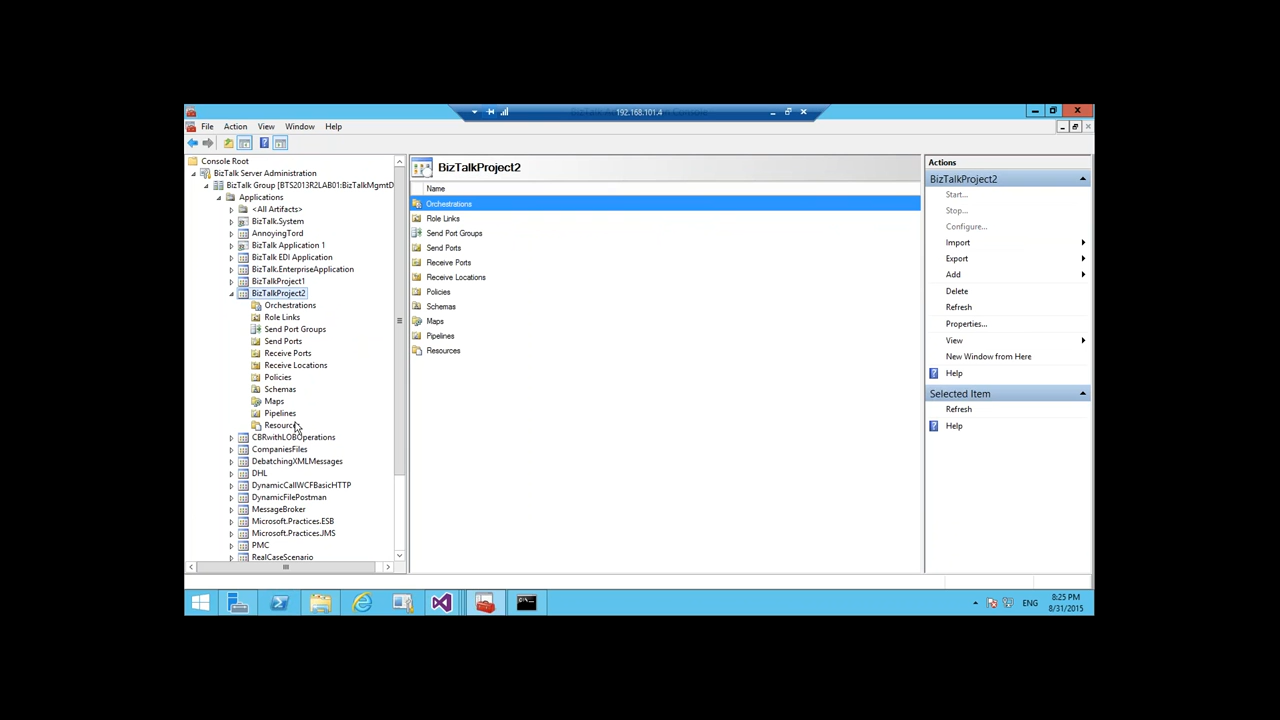 192.168.101.4
File Action View Window Help
Console Root
BizTalk Server Administration
BizTalk Group [BTS2013R2LAB01:BizTalkMgmtD
Applications
<All Artifacts>
BizTalk.System
AnnoyingTord
BizTalk Application 1
BizTalk EDI Application
BizTalk.EnterpriseApplication
BizTalkProject1
BizTalkProject2
Orchestrations
Role Links
Send Port Groups
Send Ports
Receive Ports
Receive Locations
Policies
Schemas
Maps
Pipelines
Resources
CBRwithLOBOperations
CompaniesFiles
DebatchingXMLMessages
DHL
DynamicCallWCFBasicHTTP
DynamicFilePostman
MessageBroker
Microsoft.Practices.ESB
Microsoft.Practices.JMS
PMC
RealCaseScenario
BizTalkProject2
Name
Orchestrations
Role Links
Send Port Groups
Send Ports
Receive Ports
Receive Locations
Policies
Schemas
Maps
Pipelines
Resources
Actions
BizTalkProject2
Start...
Stop...
Configure...
Import
Export
Add
Delete
Refresh
Properties...
View
New Window from Here
Help
Selected Item
Refresh
Help
ENG
8:25 PM
8/31/2015